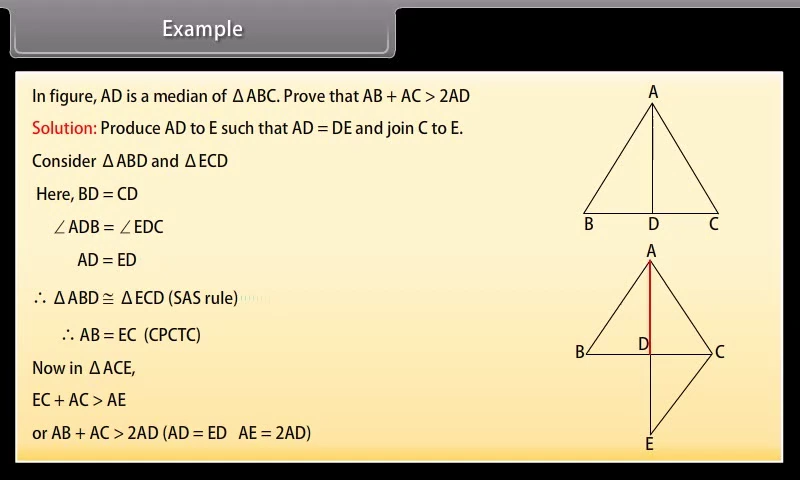 Example
In figure, AD is a median of ΔABC. Prove that AB + AC > 2AD
Solution: Produce AD to E such that AD = DE and join C to E.
Consider ΔABD and ΔECD
Here, BD = CD
∠ADB = ∠EDC
AD = ED
∴ ΔABD ≅ ΔECD (SAS rule)
∴ AB = EC (CPCTC)
Now in ΔACE,
EC + AC > AE
or AB + AC > 2AD (AD = ED AE = 2AD)
A
B D C
A
D
B C
E